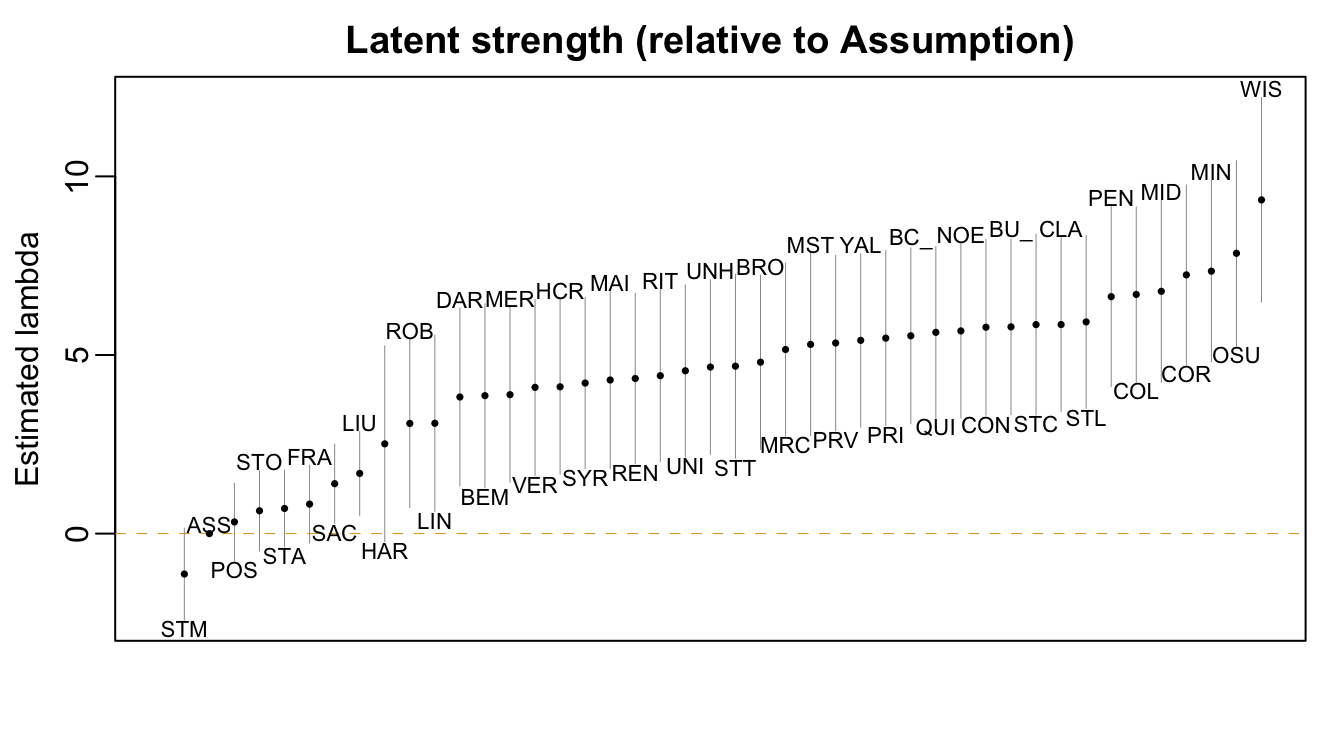 Latent strength (relative to Assumption)
Estimated lambda
10
5
0
STM
ASS
POS
STO
STA
FRA
SAC
LIU
HAR
ROB
LIN
DAR
BEM
MER
VER
HCR
SYR
MAI
REN
RIT
UNI
UNH
STT
BRO
MRC
MST
PRV
YAL
PRI
BC_
QUI
NOE
CON
BU_
STC
CLA
STL
PEN
COL
MID
COR
MIN
OSU
WIS